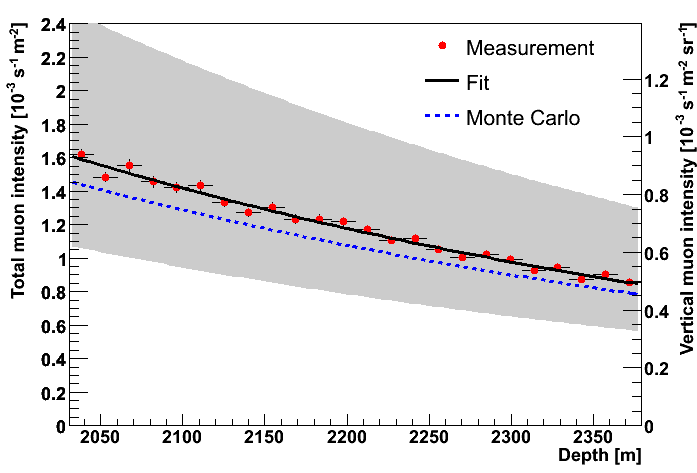 Total muon intensity [10⁻³ s⁻¹ m⁻²]
2.4
2.2
2
1.8
1.6
1.4
1.2
1
0.8
0.6
0.4
0.2
0
Measurement
Fit
Monte Carlo
1.2
1
0.8
0.6
0.4
0.2
0
Vertical muon intensity [10⁻³ s⁻¹ m⁻² sr⁻¹]
2050 2100 2150 2200 2250 2300 2350
Depth [m]